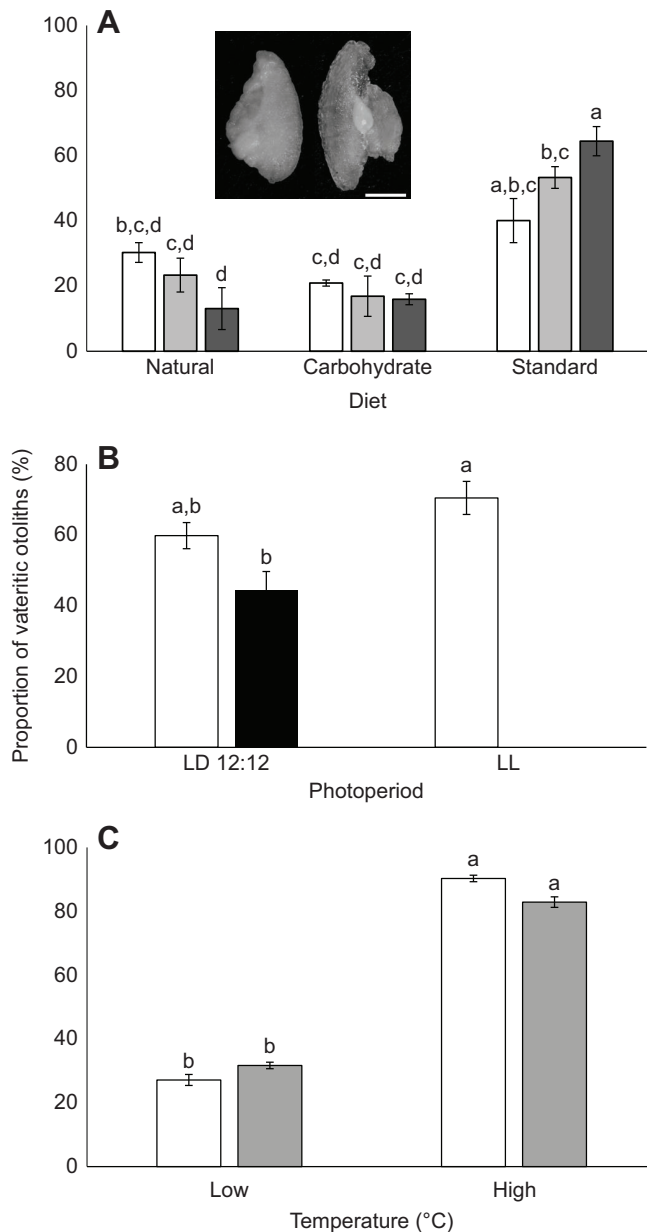 A
100
80
60
40
20
0
b,c,d
c,d
d
c,d
c,d
c,d
a,b,c
b,c
a
Natural
Carbohydrate
Standard
Diet
Proportion of vateritic otoliths (%)
B
80
60
40
20
0
a,b
b
a
LD 12:12
LL
Photoperiod
C
100
80
60
40
20
0
b
b
a
a
Low
High
Temperature (°C)